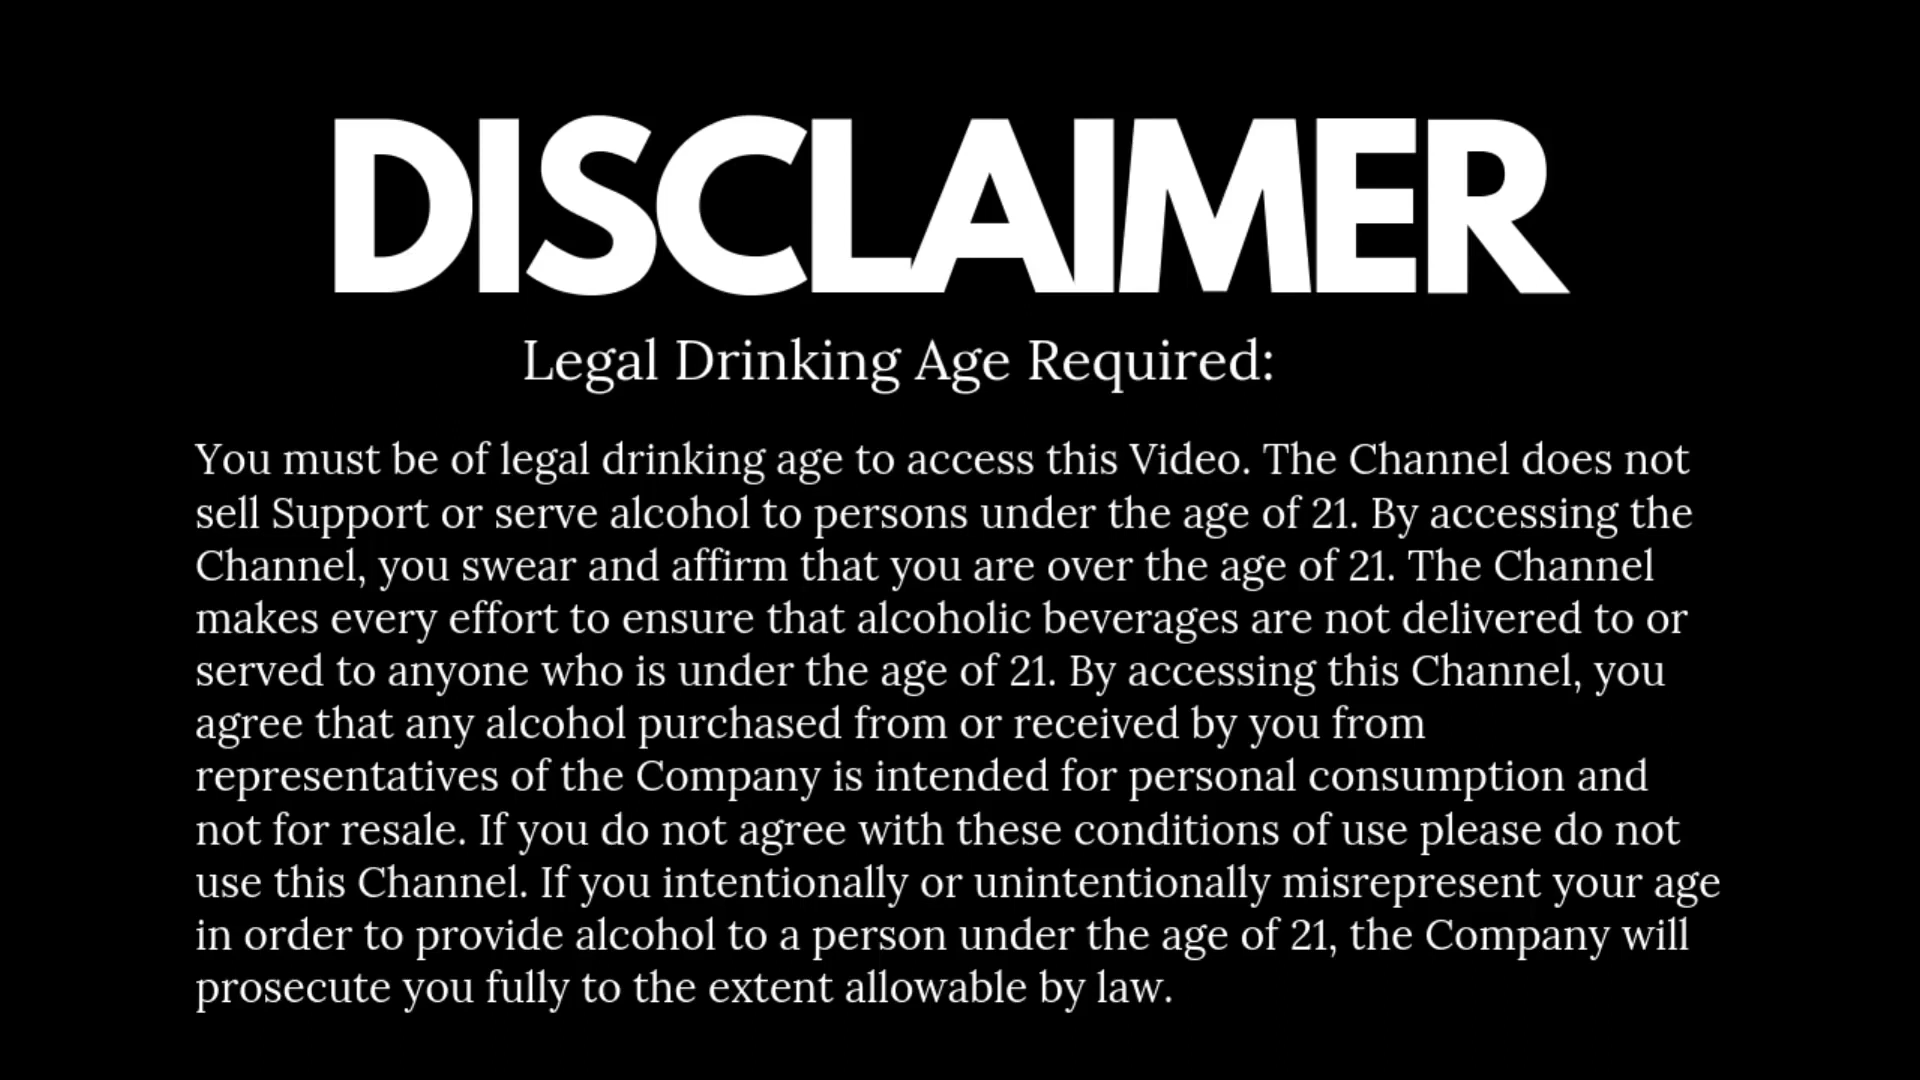 DISCLAIMER
Legal Drinking Age Required:
You must be of legal drinking age to access this Video. The Channel does not
sell Support or serve alcohol to persons under the age of 21. By accessing the
Channel, you swear and affirm that you are over the age of 21. The Channel
makes every effort to ensure that alcoholic beverages are not delivered to or
served to anyone who is under the age of 21. By accessing this Channel, you
agree that any alcohol purchased from or received by you from
representatives of the Company is intended for personal consumption and
not for resale. If you do not agree with these conditions of use please do not
use this Channel. If you intentionally or unintentionally misrepresent your age
in order to provide alcohol to a person under the age of 21, the Company will
prosecute you fully to the extent allowable by law.